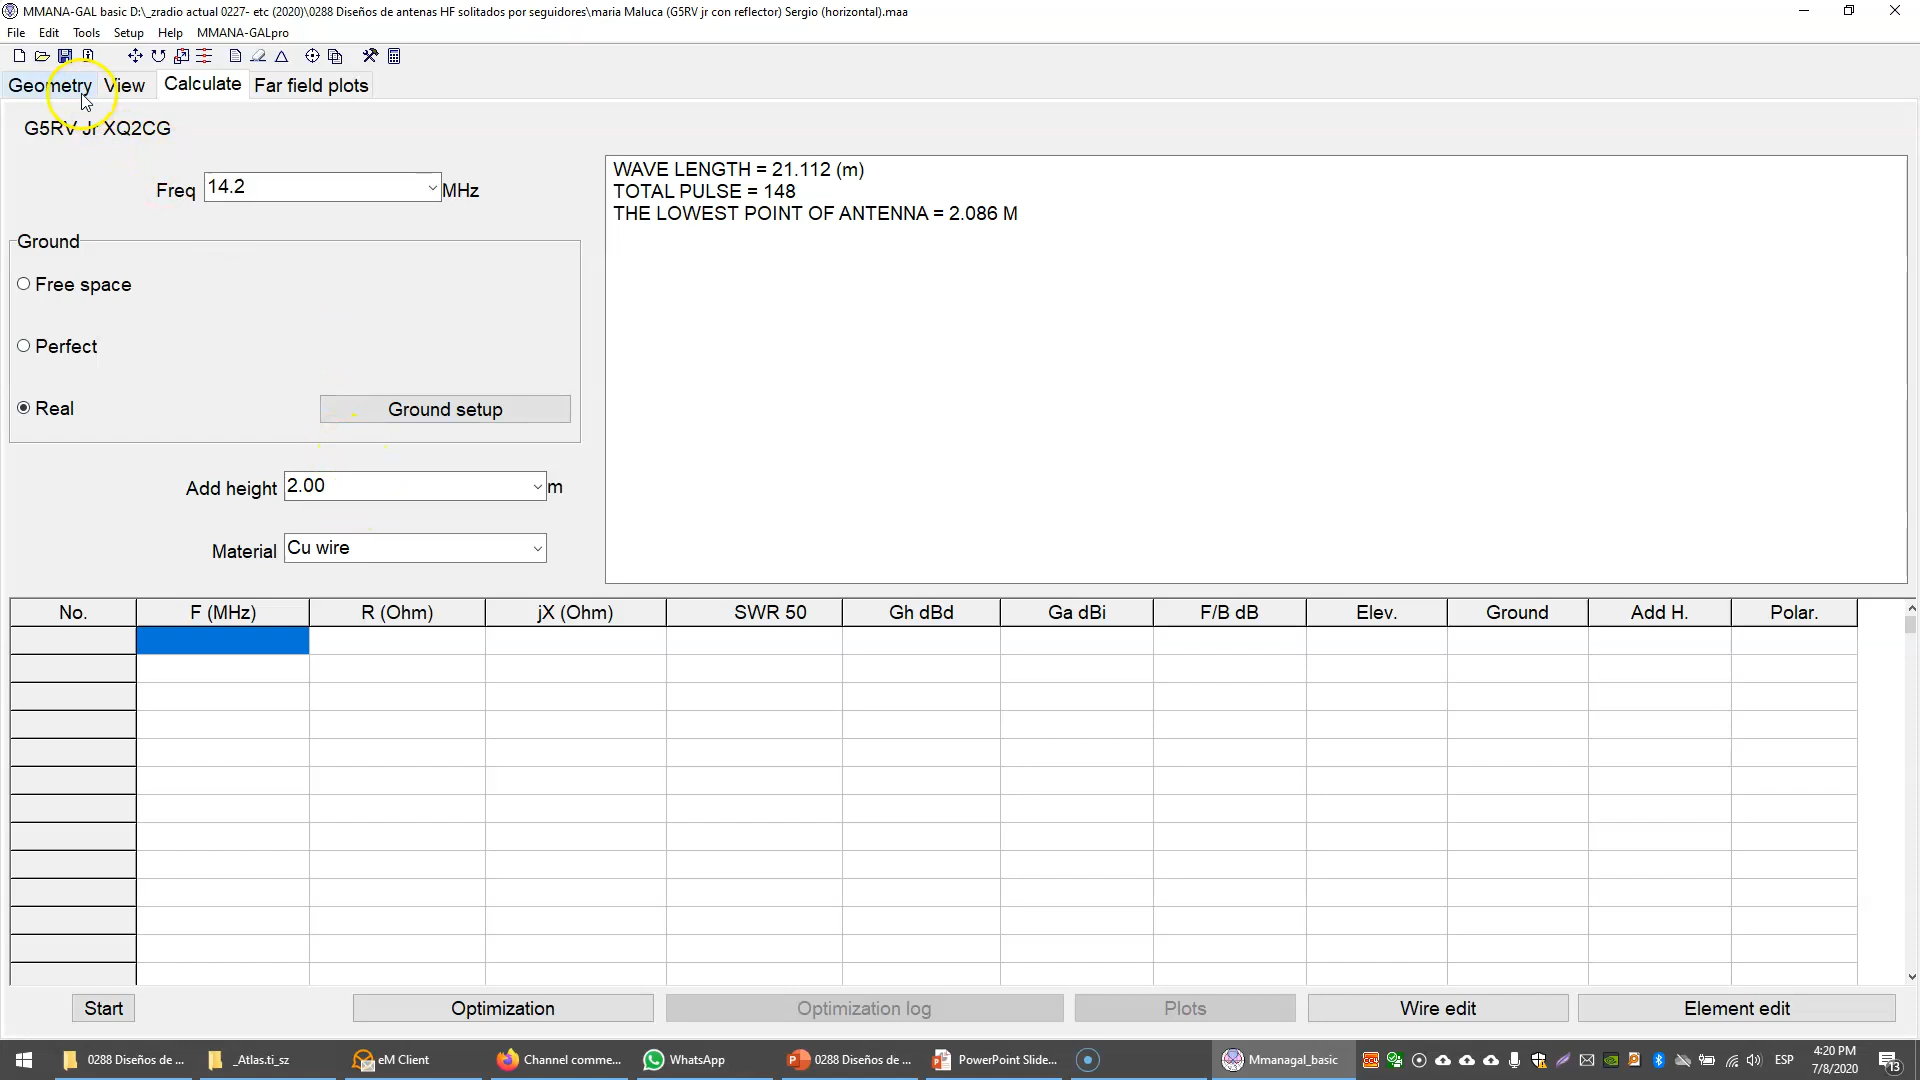 MMANA-GAL basic D:\_zradio actual 0227- etc (2020)\0288 Diseños de antenas HF solitados por seguidores\maria Maluca (G5RV jr con reflector) Sergio (horizontal).maa
File Edit Tools Setup Help MMANA-GALpro
Geometry View Calculate Far field plots
G5RV Jr XQ2CG
Freq 14.2 MHz
Ground
Free space
Perfect
Real Ground setup
Add height 2.00 m
Material Cu wire
WAVE LENGTH = 21.112 (m)
TOTAL PULSE = 148
THE LOWEST POINT OF ANTENNA = 2.086 M
No. F (MHz) R (Ohm) jX (Ohm) SWR 50 Gh dBd Ga dBi F/B dB Elev. Ground Add H. Polar.
Start Optimization Optimization log Plots Wire edit Element edit
0288 Diseños de ... _Atlas.ti_sz eM Client Channel comme... WhatsApp 0288 Diseños de ... PowerPoint Slide... Mmanagal_basic ESP 4:20 PM
7/8/2020 13